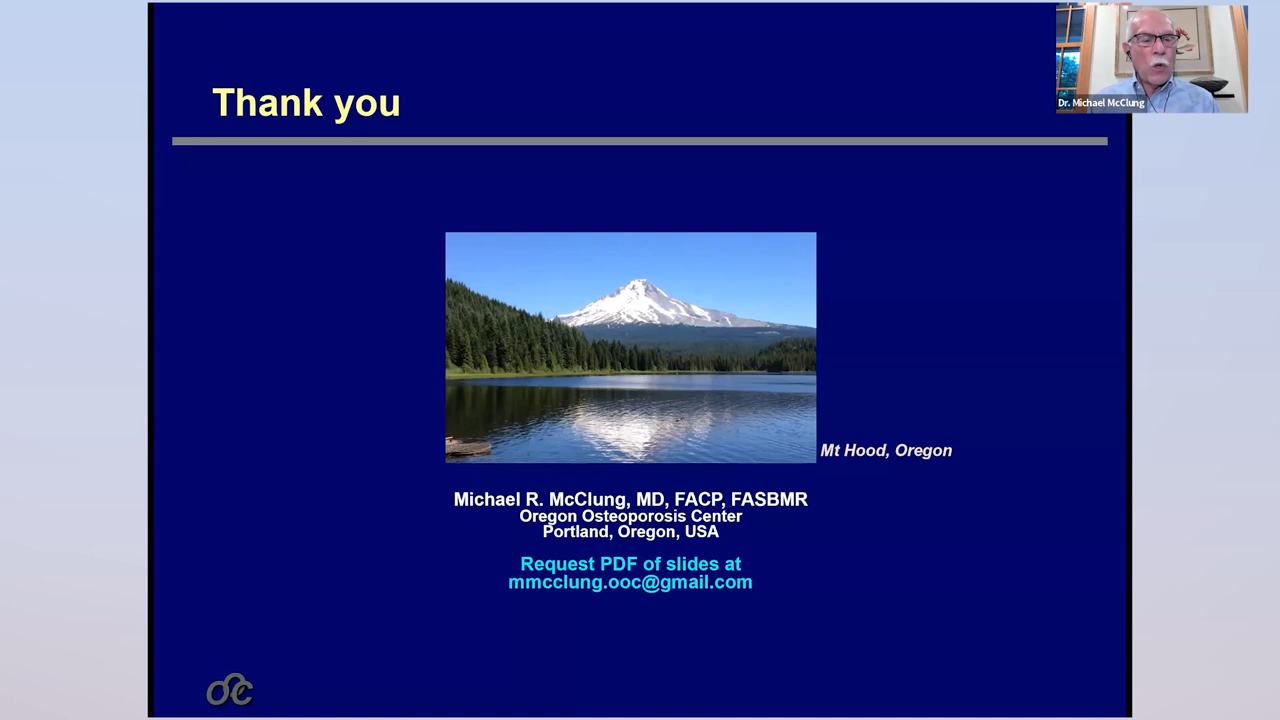 Thank you
Dr. Michael McClung
Mt Hood, Oregon
Michael R. McClung, MD, FACP, FASBMR
Oregon Osteoporosis Center
Portland, Oregon, USA
Request PDF of slides at
mmcclung.ooc@gmail.com
OOC